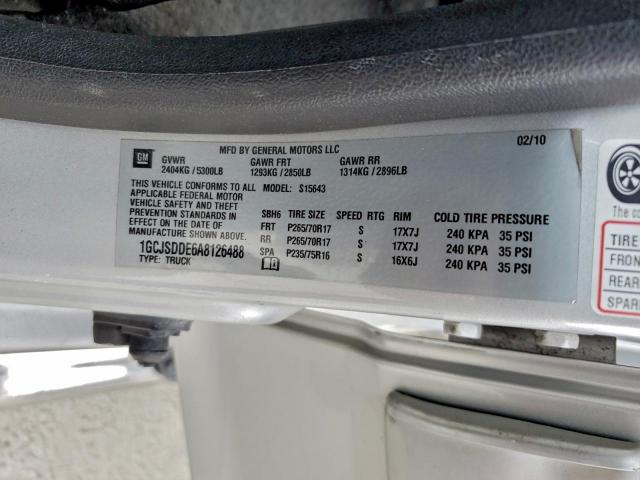 MFD BY GENERAL MOTORS LLC 02/10
GM GVWR GAWR FRT GAWR RR
2404KG / 5300LB 1293KG / 2850LB 1314KG / 2896LB
THIS VEHICLE CONFORMS TO ALL MODEL: S15643
APPLICABLE FEDERAL MOTOR
VEHICLE SAFETY AND THEFT
PREVENTION STANDARDS SBH6 TIRE SIZE SPEED RTG RIM COLD TIRE PRESSURE
IN EFFECT ON THE DATE OF FRT P265/70R17 S 17X7J 240 KPA 35 PSI
MANUFACTURE SHOWN ABOVE. RR P265/70R17 S 17X7J 240 KPA 35 PSI
1GCJSDDE6A8126488 SPA P235/75R16 S 16X6J 240 KPA 35 PSI
TYPE: TRUCK
The co
TIRE
FRON
REAR
SPAR